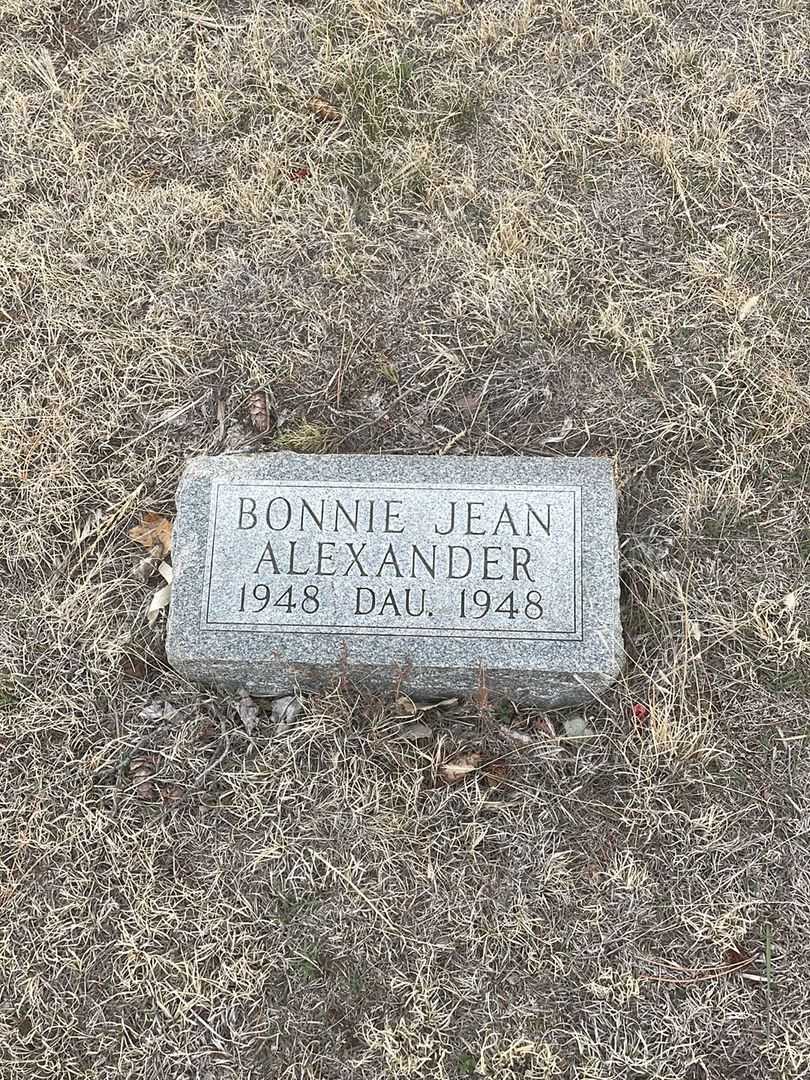 BONNIE JEAN
ALEXANDER
1948 DAU. 1948